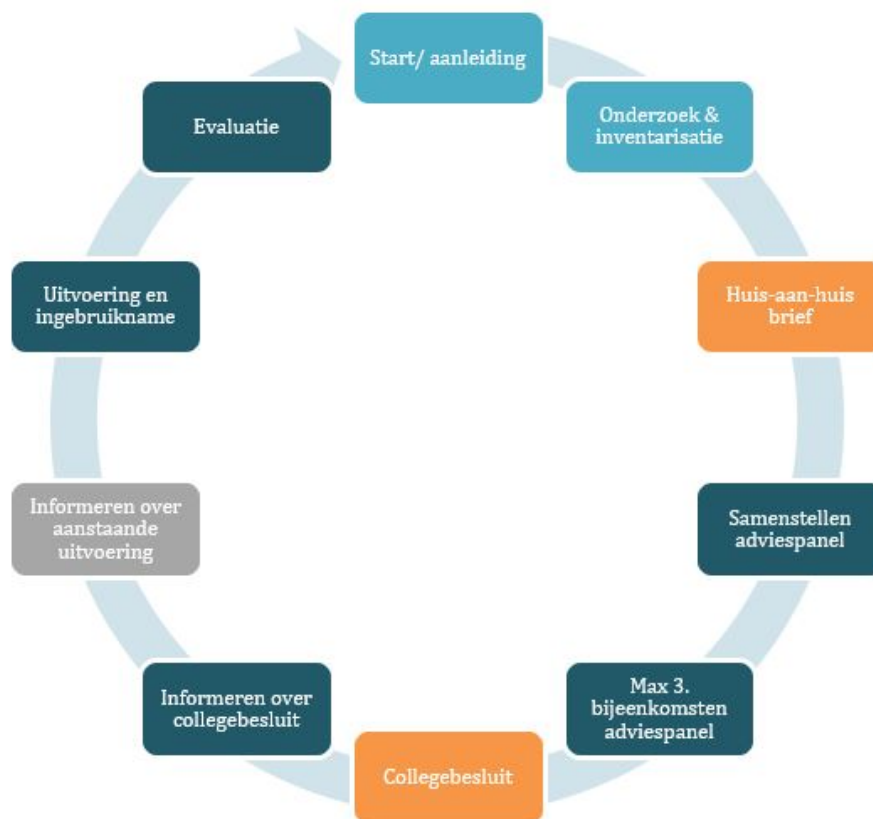 Start/ aanleiding
Onderzoek &
inventarisatie
Huis-aan-huis
brief
Samenstellen
adviespanel
Max 3.
bijeenkomsten
adviespanel
Collegebesluit
Informeren over
collegebesluit
Informeren over
aanstaande
uitvoering
Uitvoering en
ingebruikname
Evaluatie